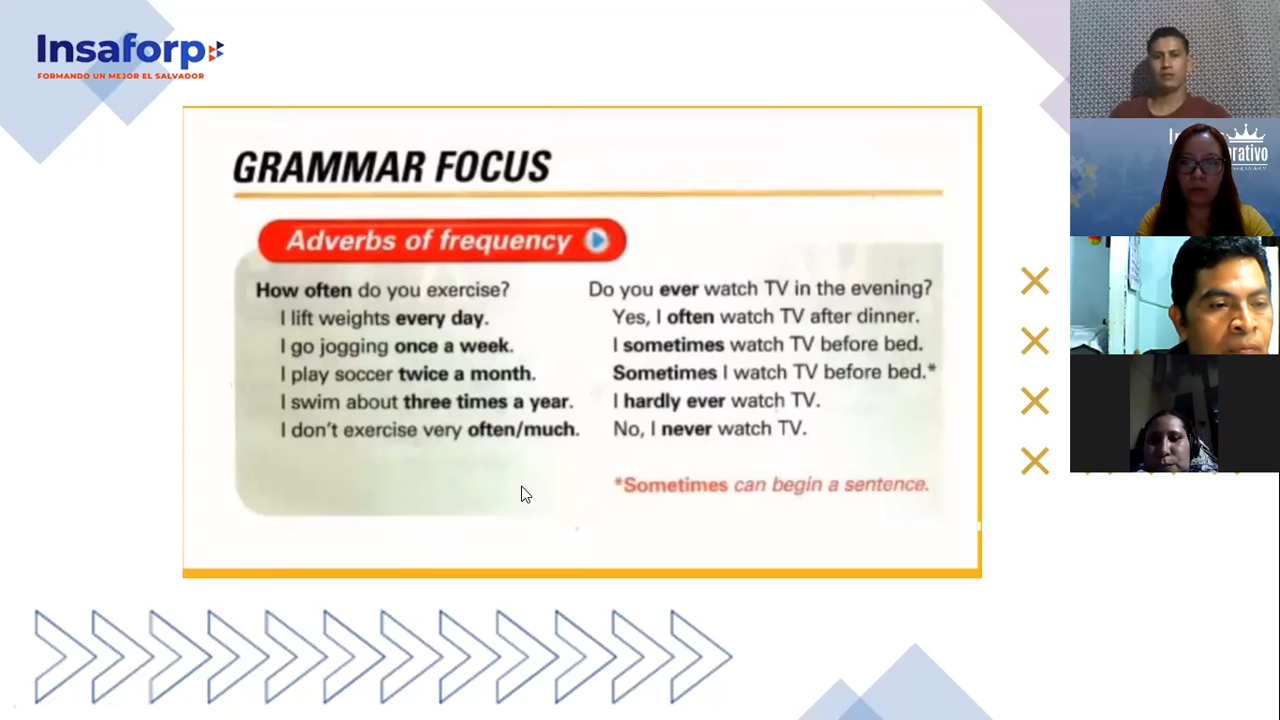 Insaforp
FORMANDO UN MEJOR EL SALVADOR
GRAMMAR FOCUS
Adverbs of frequency
How often do you exercise?
I lift weights every day.
I go jogging once a week.
I play soccer twice a month.
I swim about three times a year.
I don't exercise very often/much.
Do you ever watch TV in the evening?
Yes, I often watch TV after dinner.
I sometimes watch TV before bed.
Sometimes I watch TV before bed.*
I hardly ever watch TV.
No, I never watch TV.
*Sometimes can begin a sentence.